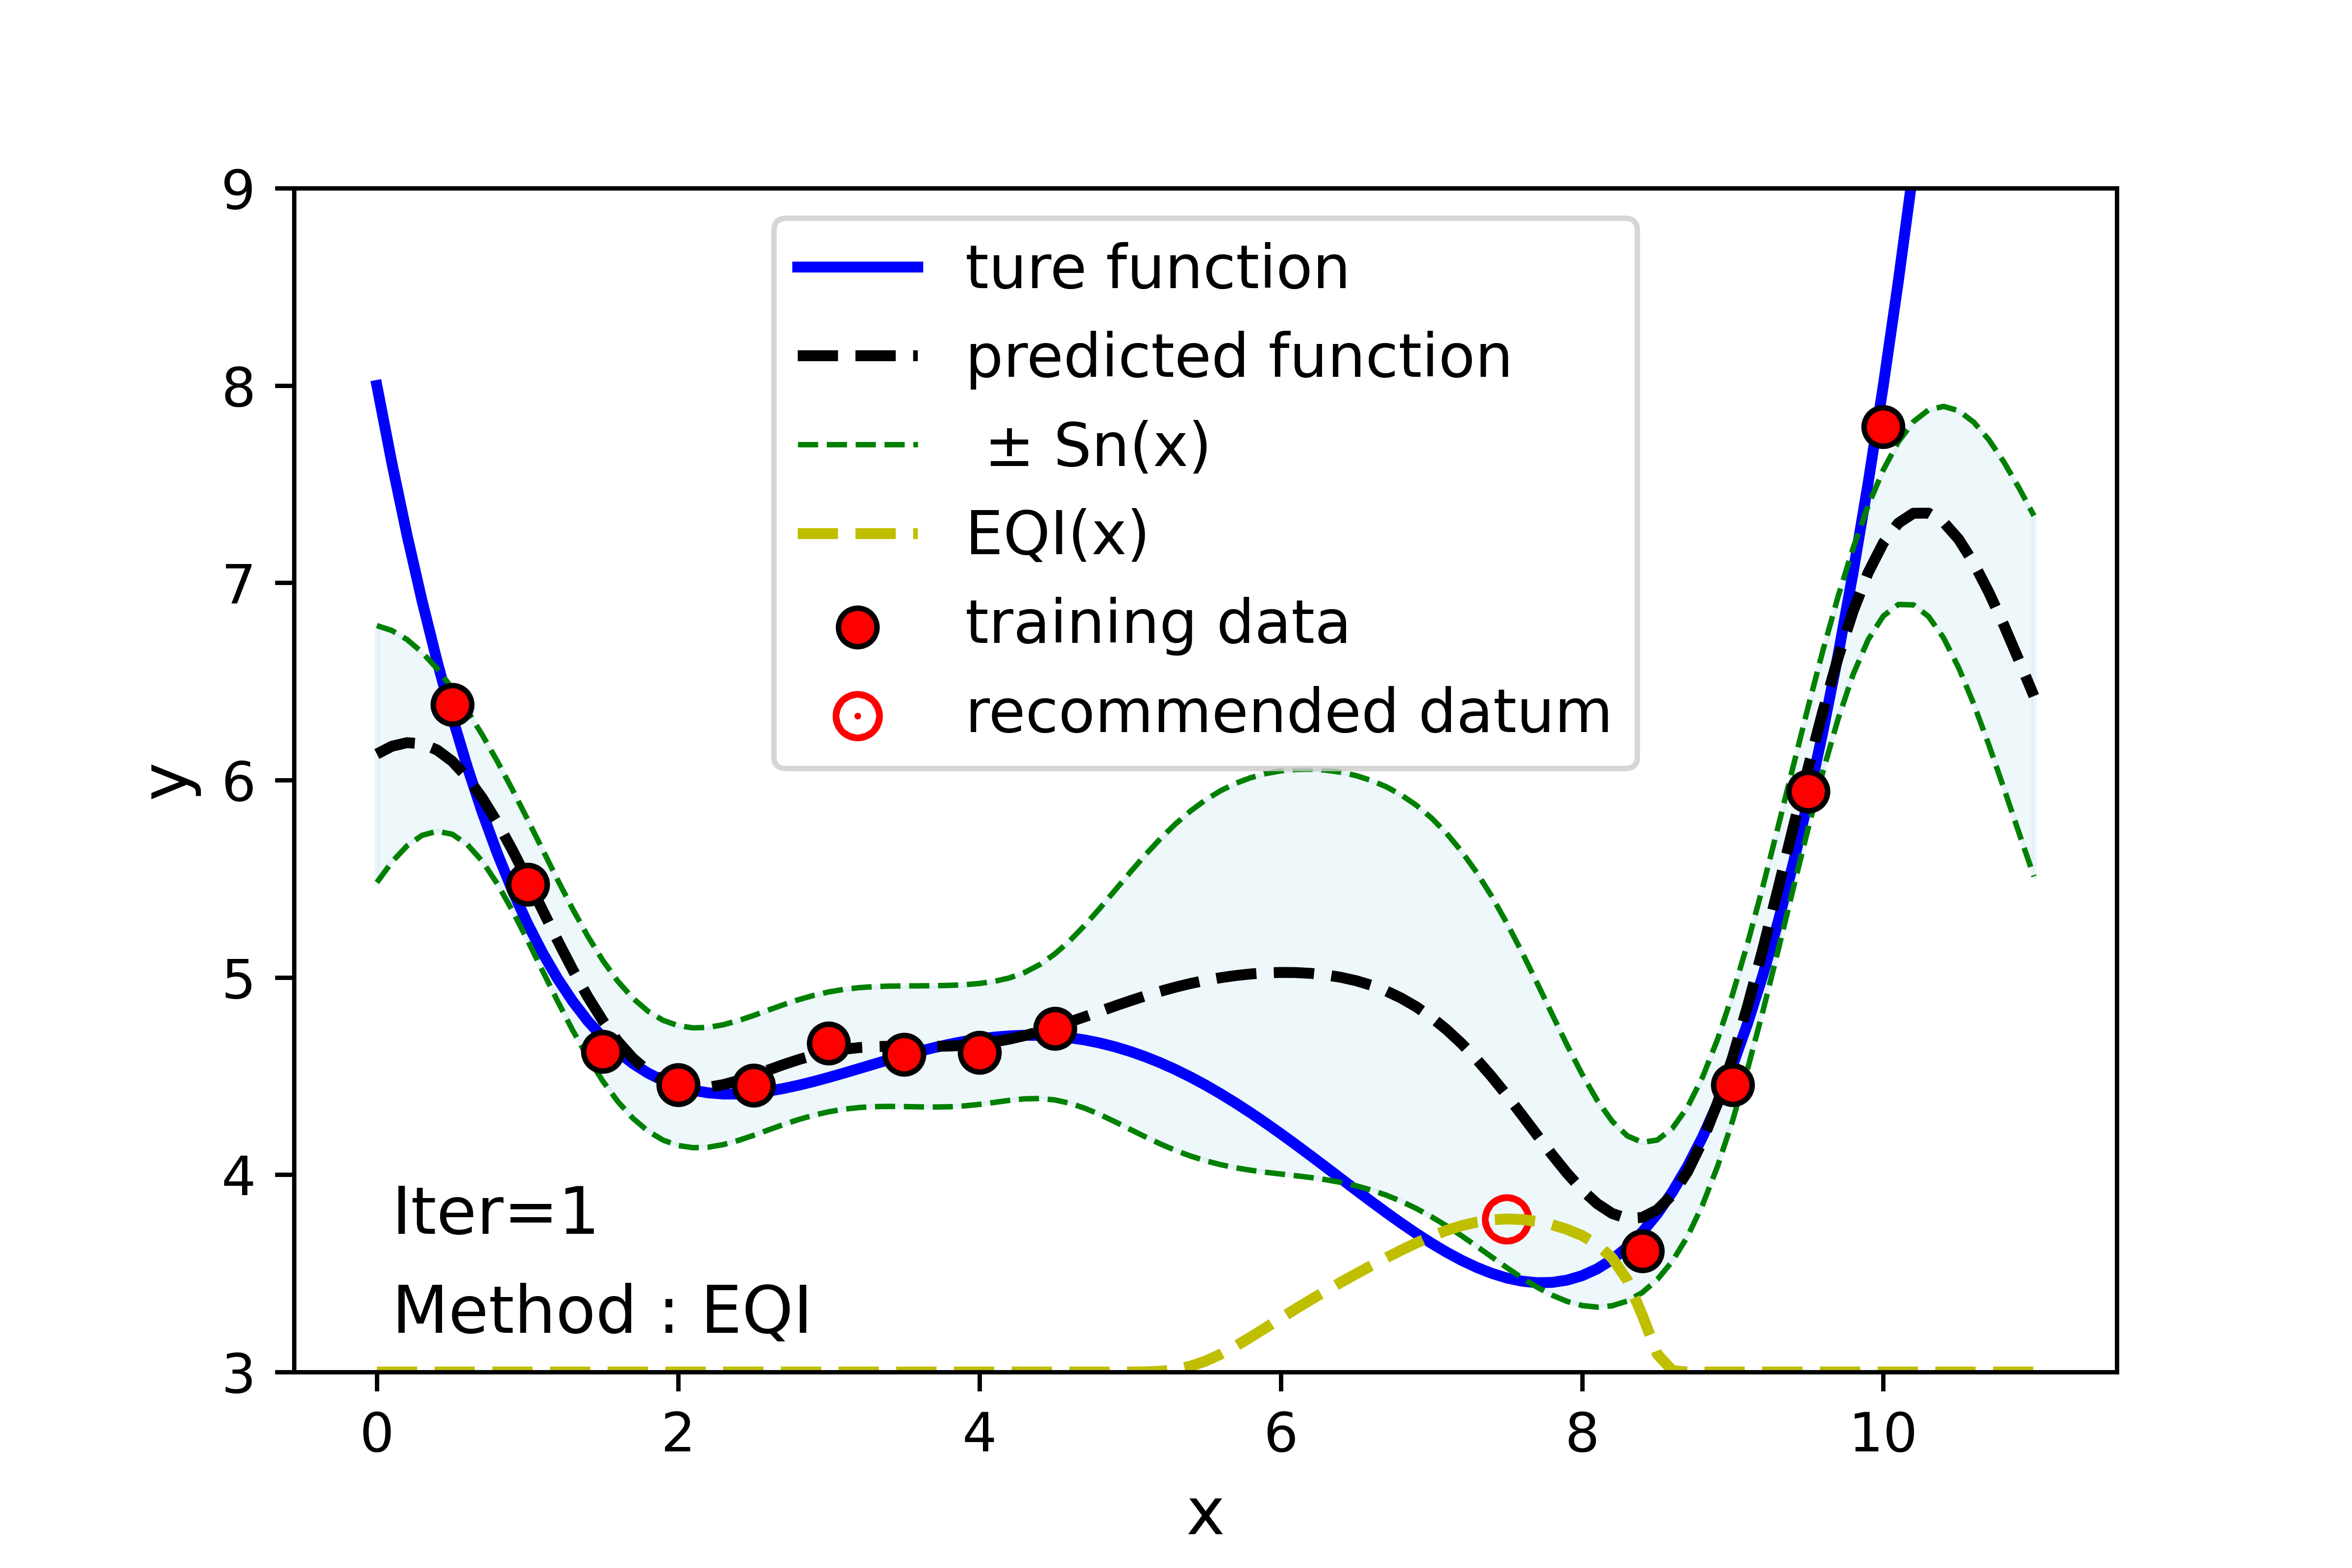 9
8
7
6
5
4
3
y
ture function
predicted function
± Sn(x)
EQI(x)
training data
recommended datum
Iter=1
Method : EQI
0 2 4 6 8 10
x